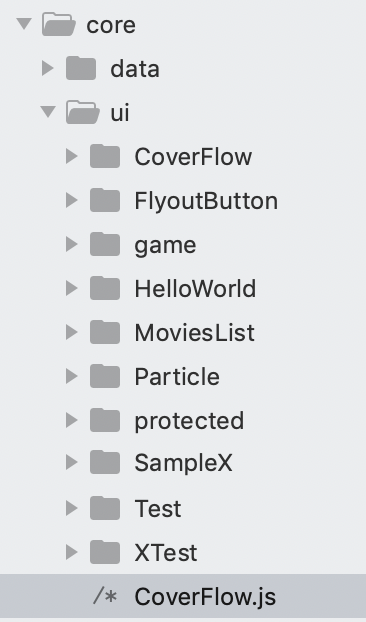 core
data
ui
CoverFlow
FlyoutButton
game
HelloWorld
MoviesList
Particle
protected
SampleX
Test
XTest
/* CoverFlow.js